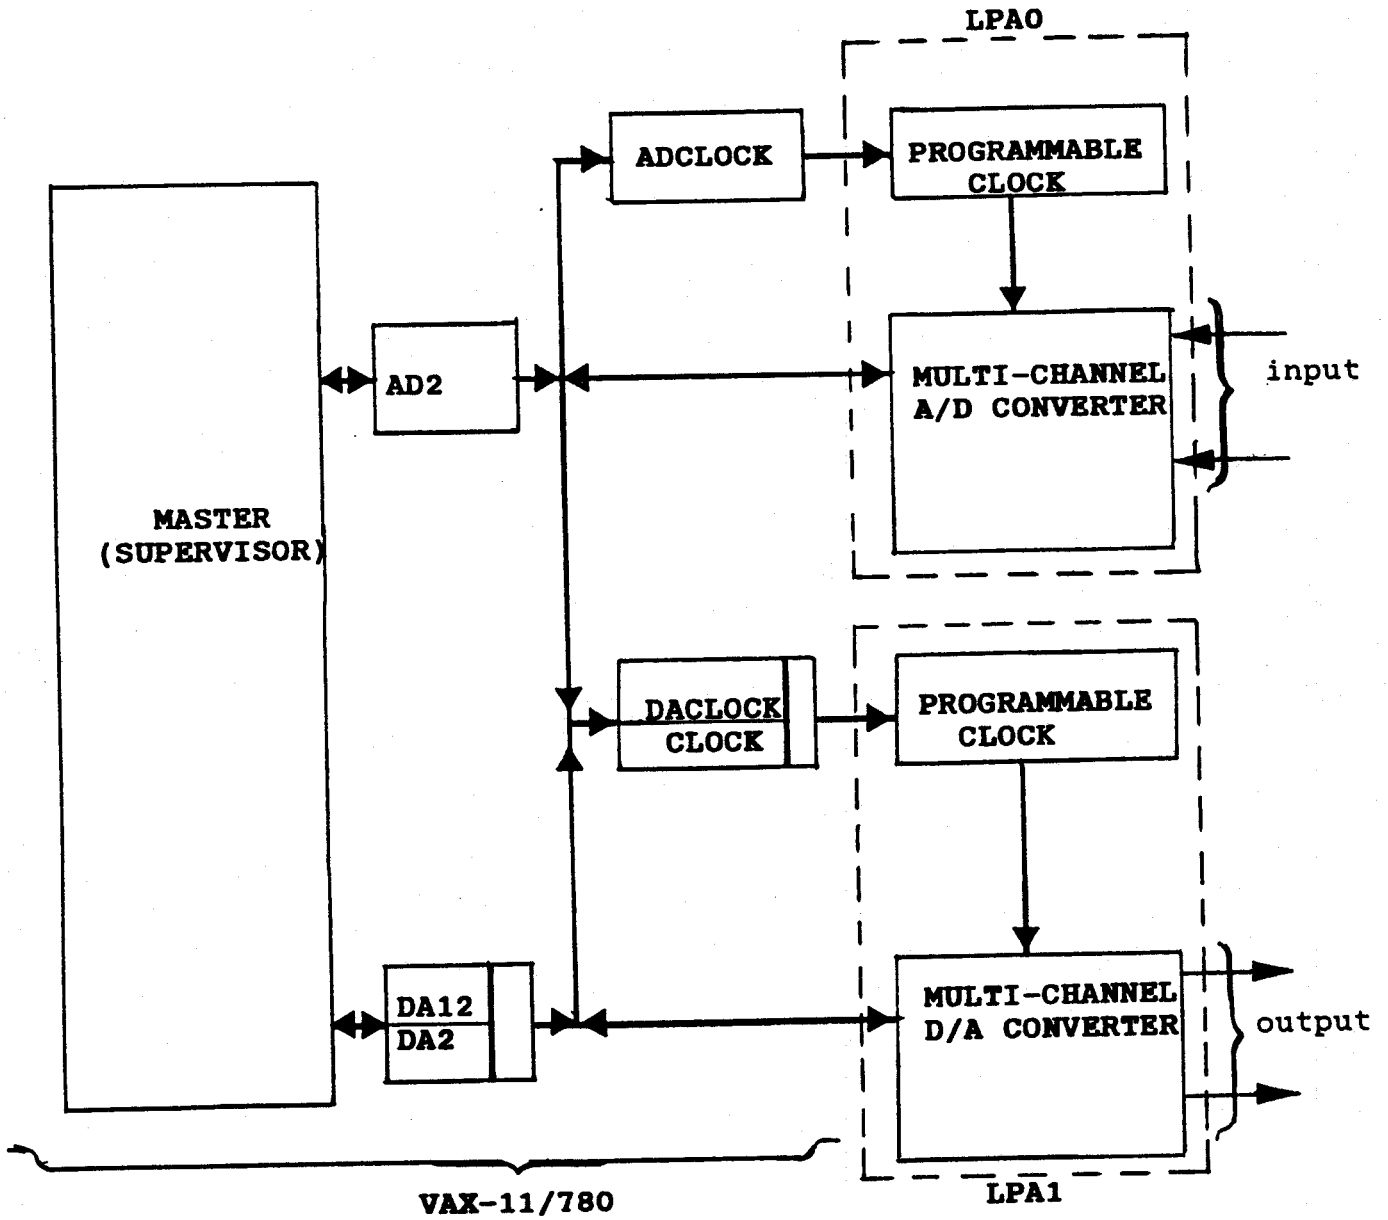 LPA0
ADCLOCK
PROGRAMMABLE
CLOCK
AD2
MULTI-CHANNEL
A/D CONVERTER
input
MASTER
(SUPERVISOR)
DACLOCK
CLOCK
PROGRAMMABLE
CLOCK
DA12
DA2
MULTI-CHANNEL
D/A CONVERTER
output
VAX-11/780
LPA1